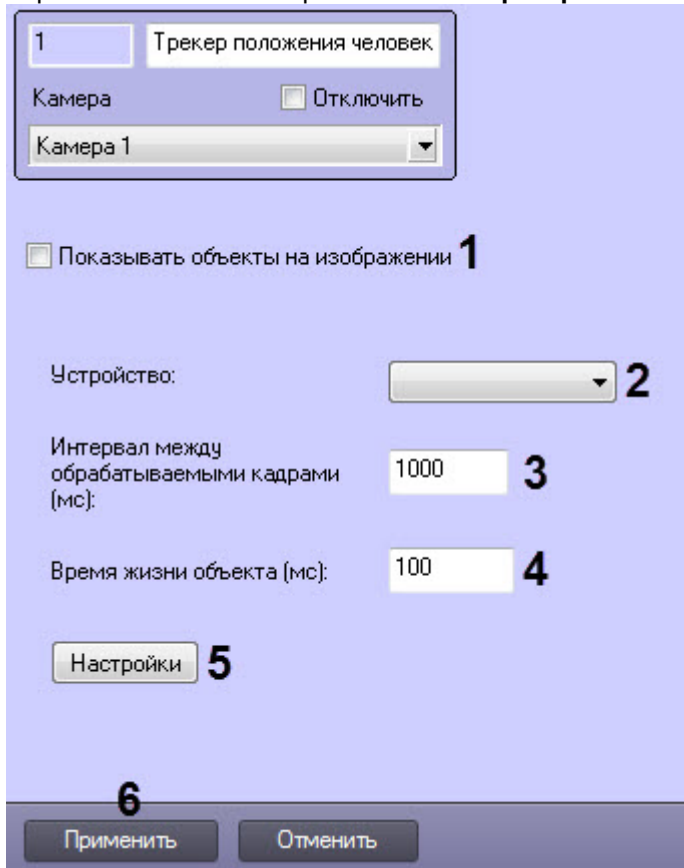 1 Трекер положения человек
Камера Отключить
Камера 1
Показывать объекты на изображении 1
Устройство: 2
Интервал между
обрабатываемыми кадрами
(мс): 1000 3
Время жизни объекта (мс): 100 4
Настройки 5
6
Применить Отменить